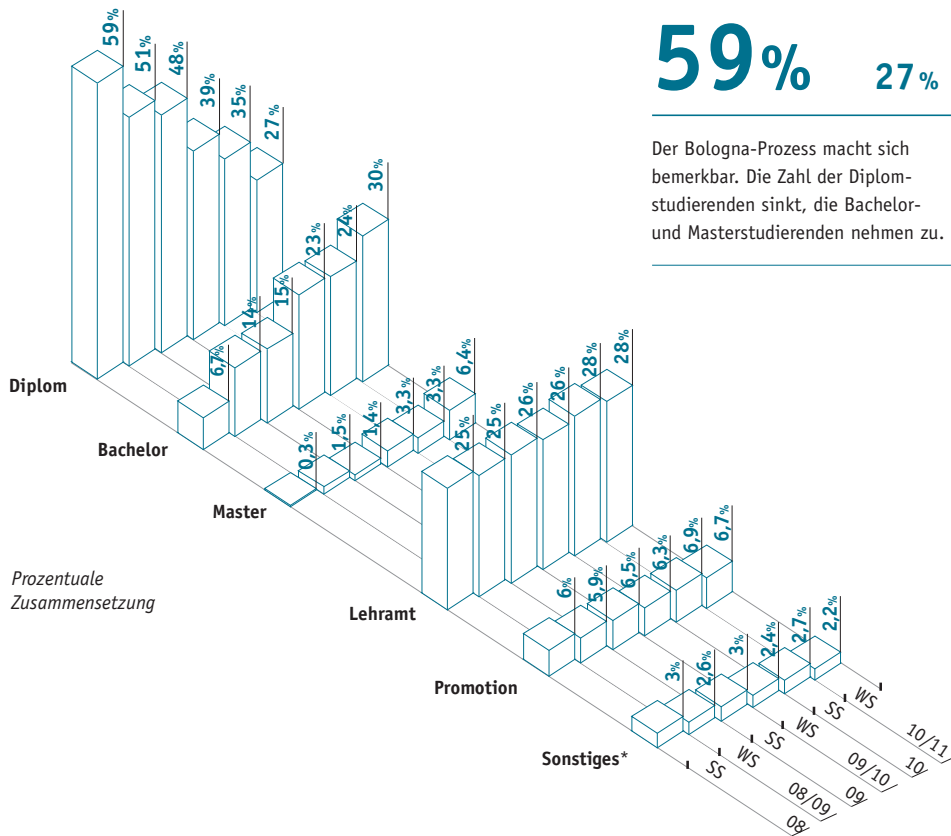 59%
51%
48%
39%
35%
27%
59% 27%
Der Bologna-Prozess macht sich
bemerkbar. Die Zahl der Diplom-
studierenden sinkt, die Bachelor-
und Masterstudierenden nehmen zu.
Diplom
6,7%
14%
15%
23%
24%
30%
Bachelor
0,3%
1,5%
1,4%
3,3%
3,3%
6,4%
Master
25%
25%
26%
26%
28%
28%
Lehramt
Prozentuale
Zusammensetzung
6%
5,9%
6,5%
6,3%
6,9%
6,7%
Promotion
3%
2,6%
3%
2,4%
2,7%
2,2%
Sonstiges*
SS 08
WS 08/09
SS 09
WS 09/10
SS 10
WS 10/11